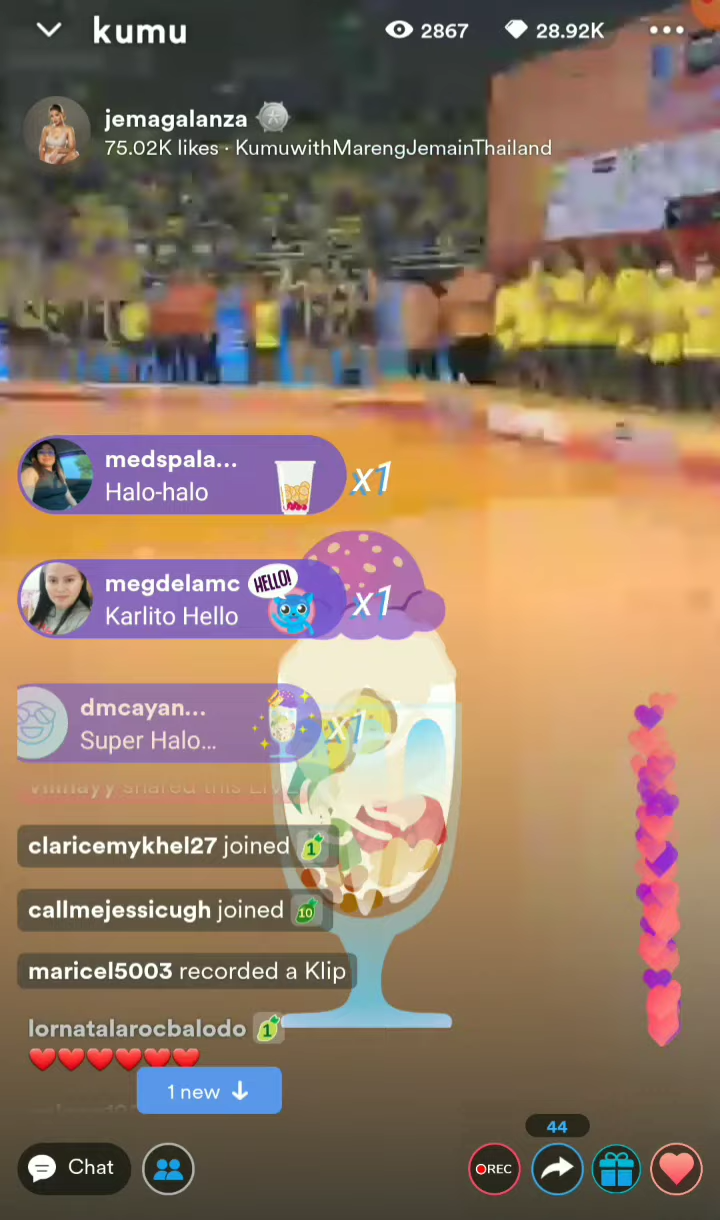 kumu
2867
28.92K
jemagalanza
75.02K likes · KumuwithMarengJemainThailand
medspala...
Halo-halo
x1
megdelamc
HELLO!
Karlito Hello
x1
dmcayan...
Super Halo...
x1
shared this
claricemykhel27 joined 1
callmejessicugh joined 10
maricel5003 recorded a Klip
lornatalarocbalodo 1
1 new
44
Chat
REC